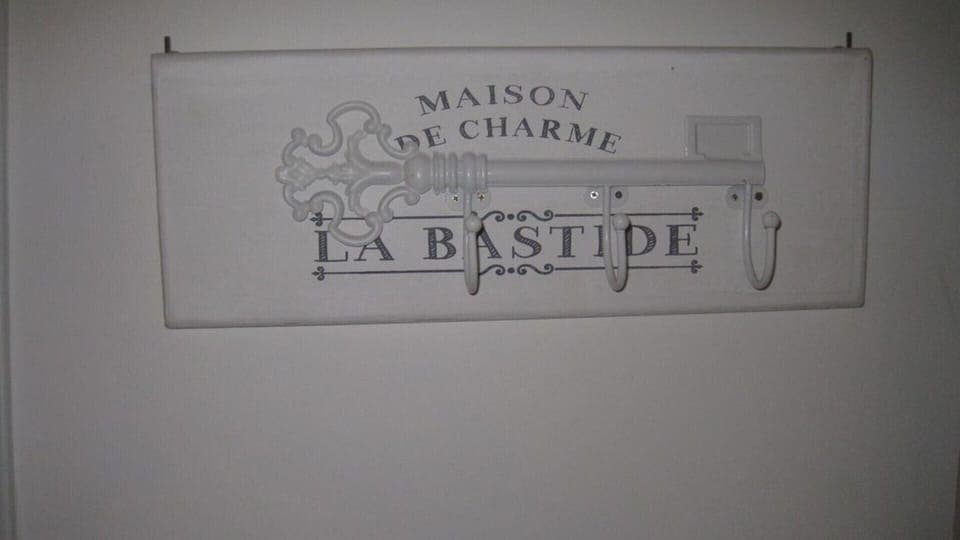 MAISON
DE CHARME
LA BASTIDE